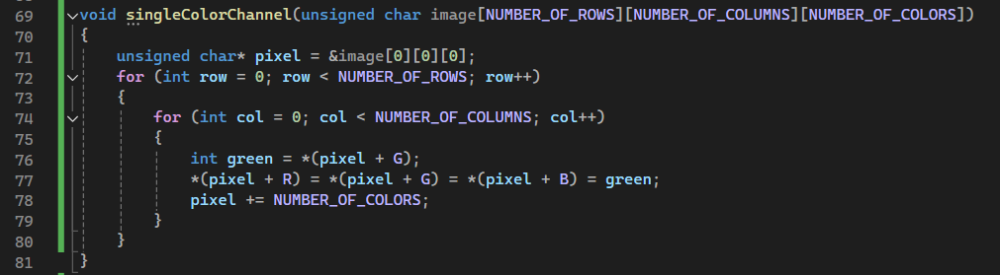 69 void singleColorChannel(unsigned char image[NUMBER_OF_ROWS][NUMBER_OF_COLUMNS][NUMBER_OF_COLORS])
70 {
71     unsigned char* pixel = &image[0][0][0];
72     for (int row = 0; row < NUMBER_OF_ROWS; row++)
73     {
74         for (int col = 0; col < NUMBER_OF_COLUMNS; col++)
75         {
76             int green = *(pixel + G);
77             *(pixel + R) = *(pixel + G) = *(pixel + B) = green;
78             pixel += NUMBER_OF_COLORS;
79         }
80     }
81 }